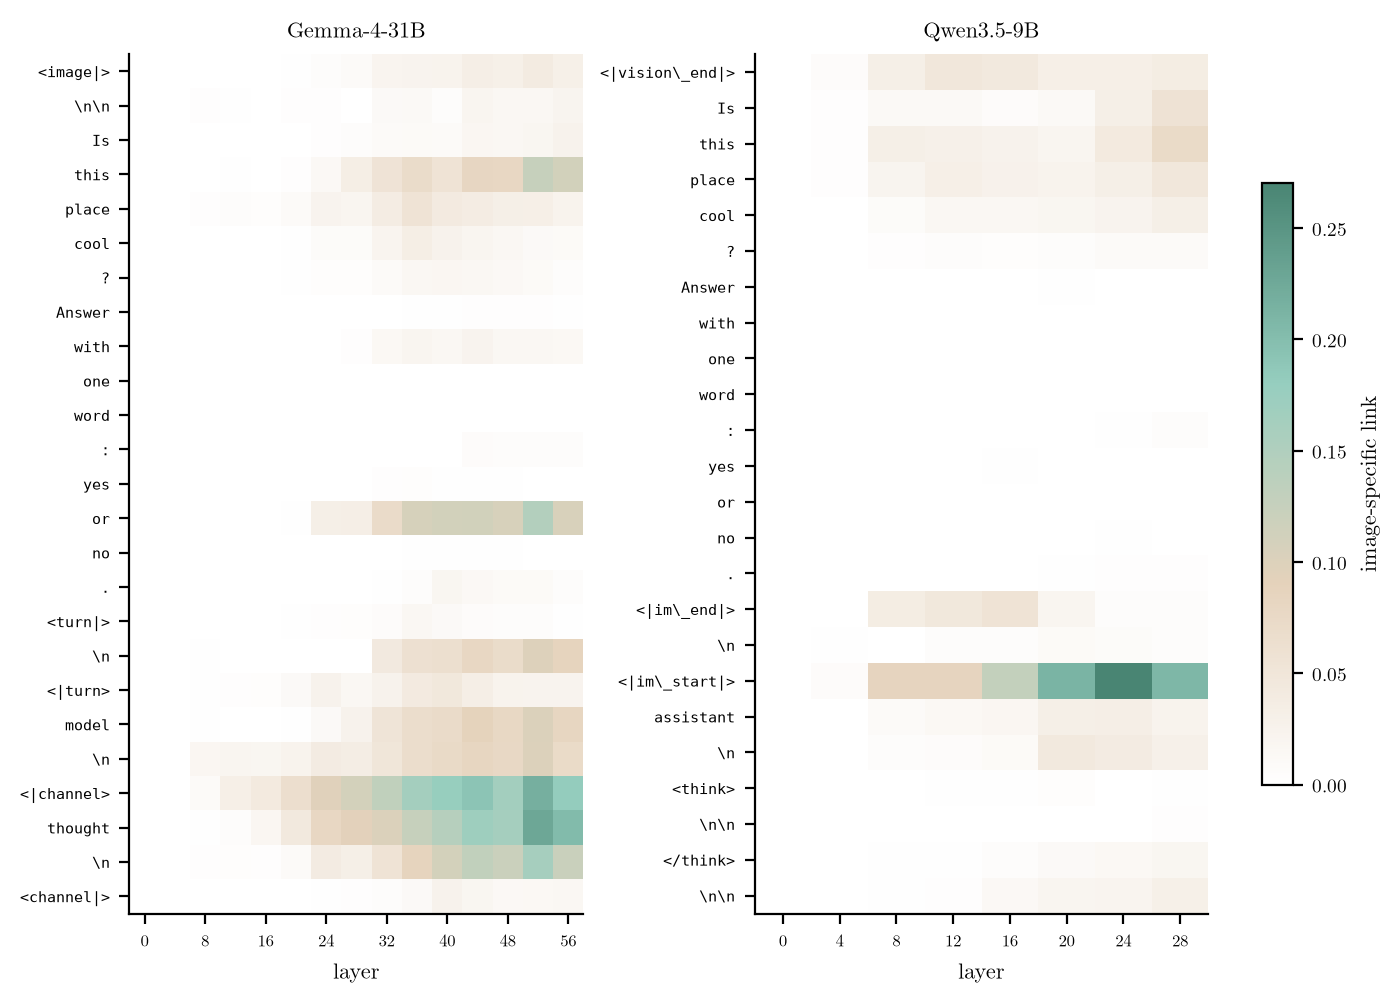 Gemma-4-31B
<image|>
\n\n
Is
this
place
cool
?
Answer
with
one
word
:
yes
or
no
.
<turn|>
\n
<|turn>
model
\n
<|channel>
thought
\n
<channel|>
0 8 16 24 32 40 48 56
layer
Qwen3.5-9B
<|vision\_end|>
Is
this
place
cool
?
Answer
with
one
word
:
yes
or
no
.
<|im\_end|>
\n
<|im\_start|>
assistant
\n
<think>
\n\n
</think>
\n\n
0 4 8 12 16 20 24 28
layer
0.25
0.20
0.15
0.10
0.05
0.00
image-specific link